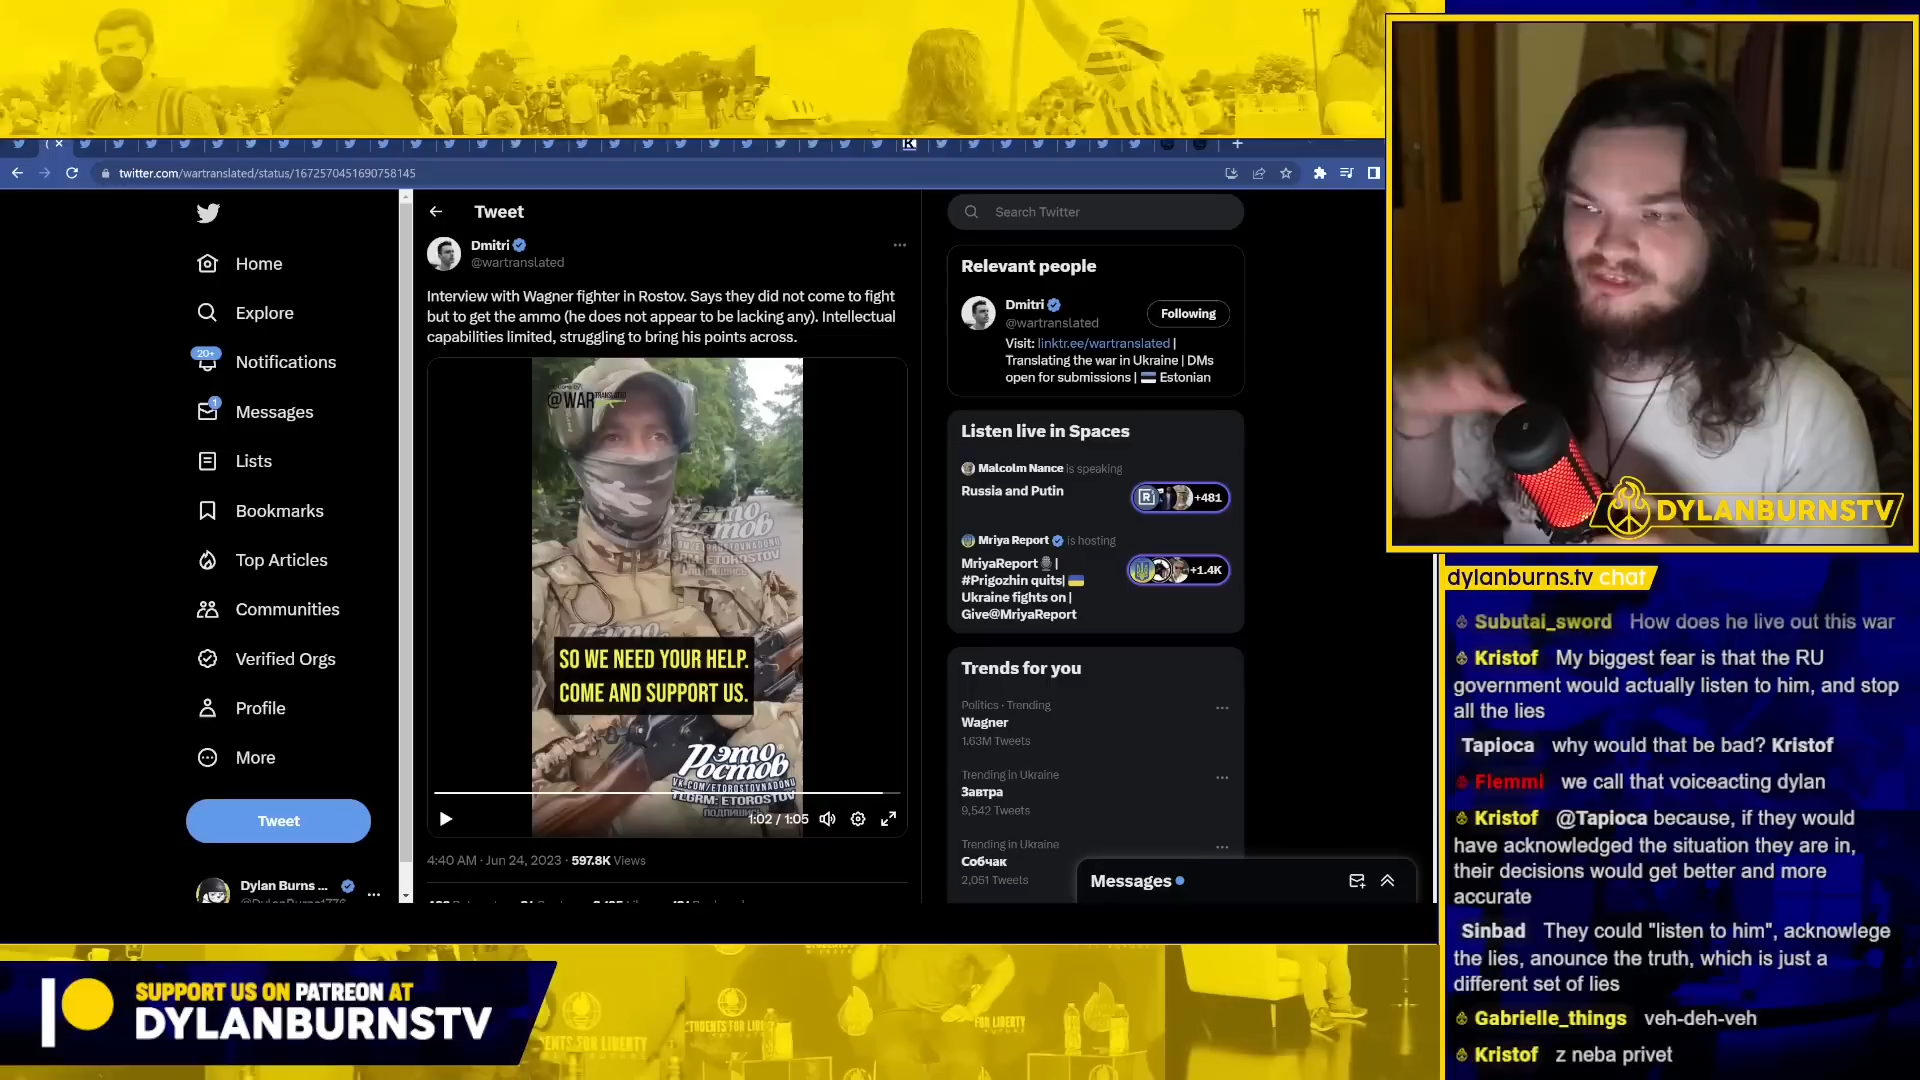 twitter.com/wartranslated/status/1672570451690758145
Home
Explore
20+
Notifications
1
Messages
Lists
Bookmarks
Top Articles
Communities
Verified Orgs
Profile
More
Tweet
Dylan Burns ...
Tweet
Dmitri
@wartranslated
Interview with Wagner fighter in Rostov. Says they did not come to fight
but to get the ammo (he does not appear to be lacking any). Intellectual
capabilities limited, struggling to bring his points across.
@WAR TRANSLATED
SO WE NEED YOUR HELP.
COME AND SUPPORT US.
Это
Ростов
VK.COM/ETOROSTOVNADONU
TLGRM: ETOROSTOV
1:02 / 1:05
4:40 AM · Jun 24, 2023 · 597.8K Views
Search Twitter
Relevant people
Dmitri
@wartranslated
Following
Visit: linktr.ee/wartranslated |
Translating the war in Ukraine | DMs
open for submissions | Estonian
Listen live in Spaces
Malcolm Nance is speaking
Russia and Putin
+481
Mriya Report is hosting
MriyaReport |
#Prigozhin quits|
Ukraine fights on |
Give@MriyaReport
+1.4K
Trends for you
Politics · Trending
Wagner
1.63M Tweets
Trending in Ukraine
Завтра
9,542 Tweets
Trending in Ukraine
Собчак
2,051 Tweets
Messages
DYLANBURNSTV
dylanburns.tv chat
Subutai_sword How does he live out this war
Kristof My biggest fear is that the RU
government would actually listen to him, and stop
all the lies
Tapioca why would that be bad? Kristof
Flemmi we call that voiceacting dylan
Kristof @Tapioca because, if they would
have acknowledged the situation they are in,
their decisions would get better and more
accurate
Sinbad They could "listen to him", acknowlege
the lies, anounce the truth, which is just a
different set of lies
Gabrielle_things veh-deh-veh
Kristof z neba privet
SUPPORT US ON PATREON AT
DYLANBURNSTV